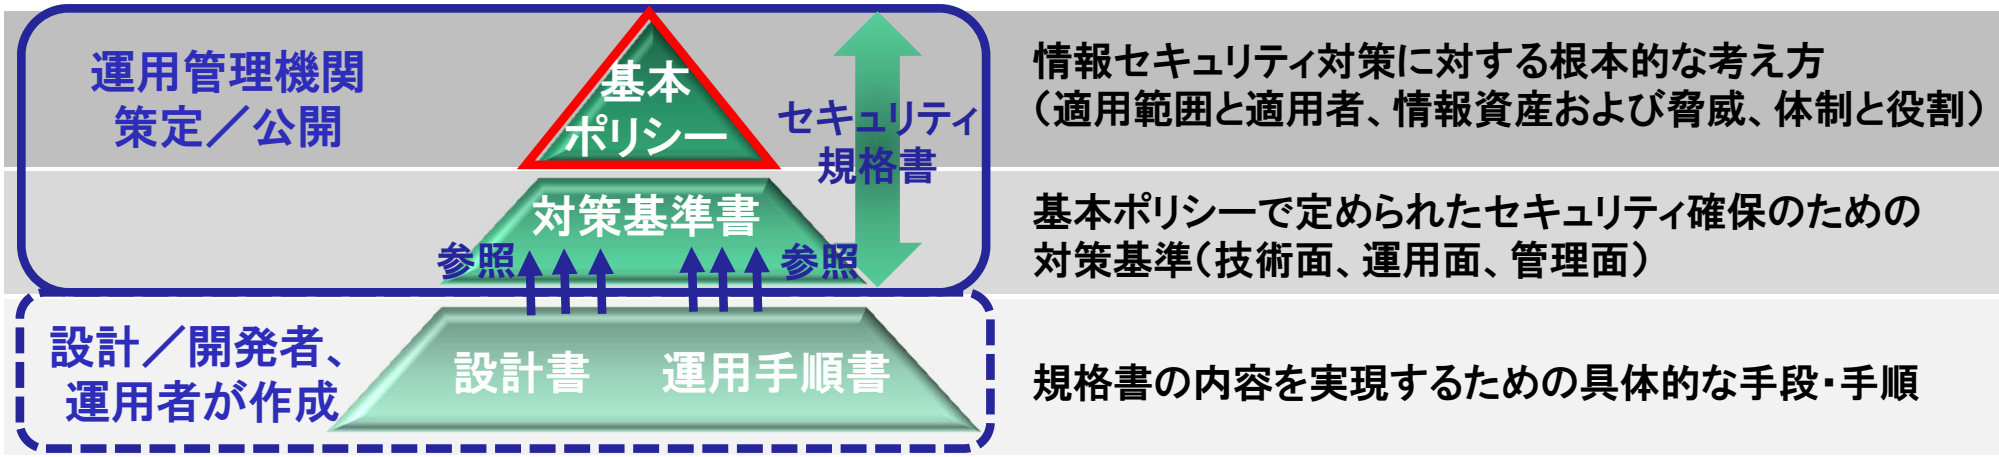 運用管理機関
策定／公開
基本
ポリシー
セキュリティ
規格書
情報セキュリティ対策に対する根本的な考え方
（適用範囲と適用者、情報資産および脅威、体制と役割）
対策基準書
参照
参照
基本ポリシーで定められたセキュリティ確保のための
対策基準（技術面、運用面、管理面）
設計／開発者、
運用者が作成
設計書
運用手順書
規格書の内容を実現するための具体的な手段・手順